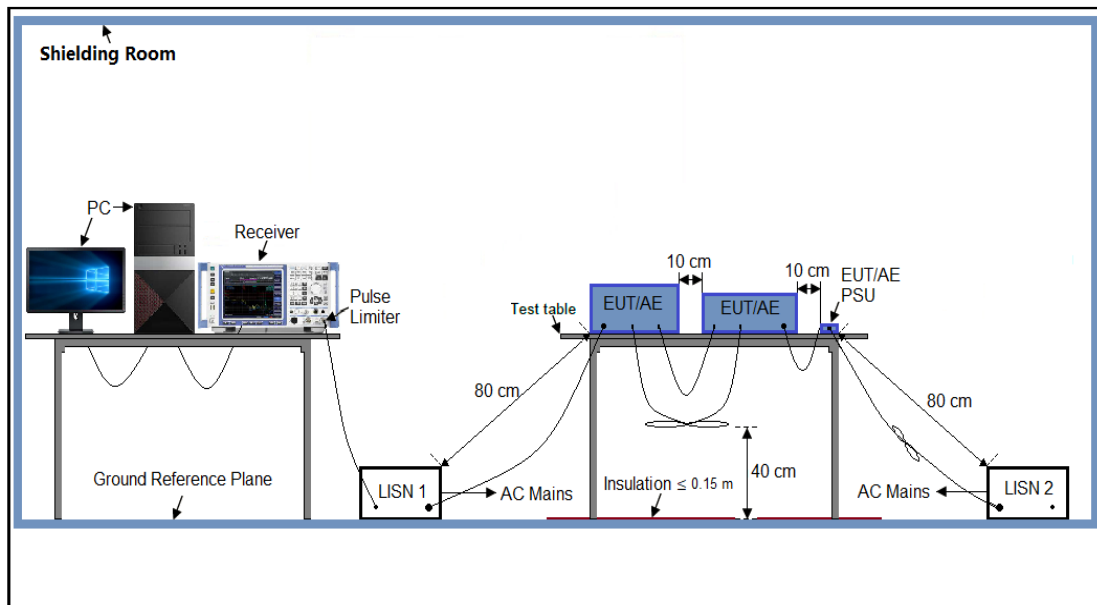 Shielding Room
PC
Receiver
Pulse
Limiter
Test table
10 cm
10 cm
EUT/AE
PSU
EUT/AE
EUT/AE
80 cm
80 cm
40 cm
Ground Reference Plane
LISN 1
AC Mains
Insulation ≤ 0.15 m
AC Mains
LISN 2